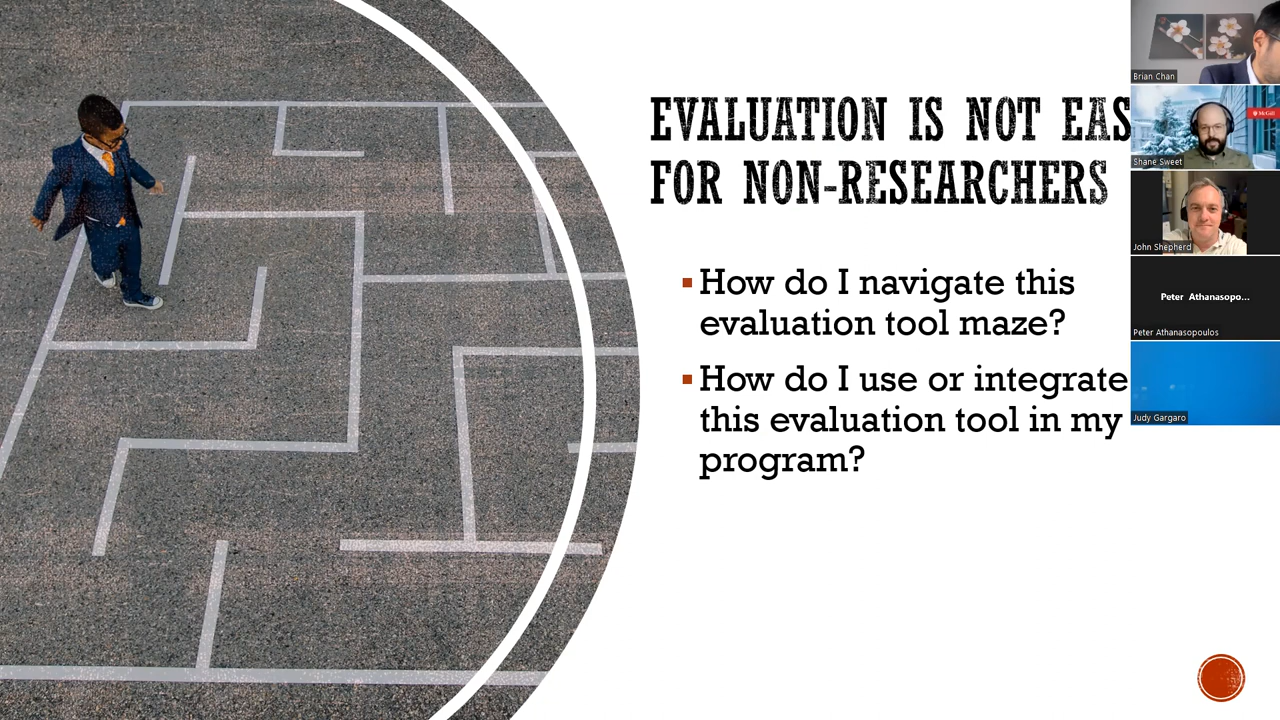 EVALUATION IS NOT EAS
FOR NON-RESEARCHERS
How do I navigate this
evaluation tool maze?
How do I use or integrate
this evaluation tool in my
program?
Brian Chan
McGill
Shane Sweet
John Shepherd
Peter Athanasopo...
Peter Athanasopoulos
Judy Gargaro